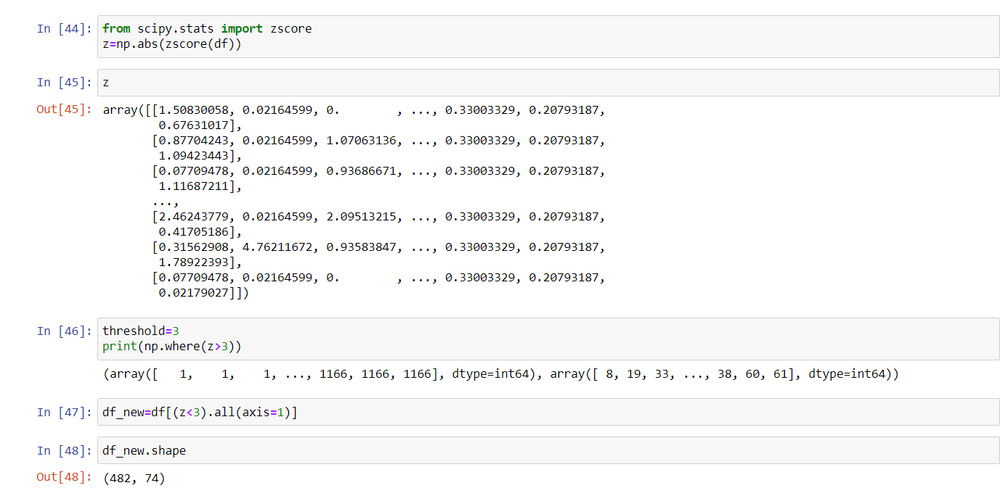 In [44]: from scipy.stats import zscore
z=np.abs(zscore(df))
In [45]: z
Out[45]: array([[1.50830058, 0.02164599, 0.        , ..., 0.33003329, 0.20793187,
0.67631017],
[0.87704243, 0.02164599, 1.07063136, ..., 0.33003329, 0.20793187,
1.09423443],
[0.07709478, 0.02164599, 0.93686671, ..., 0.33003329, 0.20793187,
1.11687211],
...,
[2.46243779, 0.02164599, 2.09513215, ..., 0.33003329, 0.20793187,
0.41705186],
[0.31562908, 4.76211672, 0.93583847, ..., 0.33003329, 0.20793187,
1.78922393],
[0.07709478, 0.02164599, 0.        , ..., 0.33003329, 0.20793187,
0.02179027]])
In [46]: threshold=3
print(np.where(z>3))
(array([   1,    1,    1, ..., 1166, 1166, 1166], dtype=int64), array([ 8, 19, 33, ..., 38, 60, 61], dtype=int64))
In [47]: df_new=df[(z<3).all(axis=1)]
In [48]: df_new.shape
Out[48]: (482, 74)